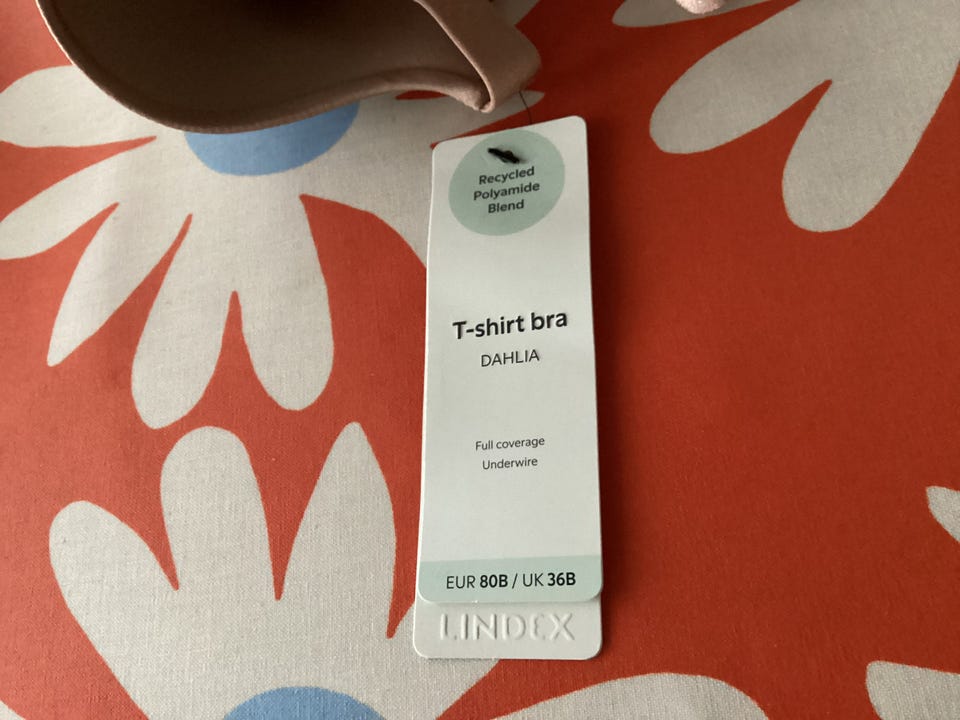 Recycled
Polyamide
Blend
T-shirt bra
DAHLIA
Full coverage
Underwire
EUR 80B / UK 36B
LINDEX